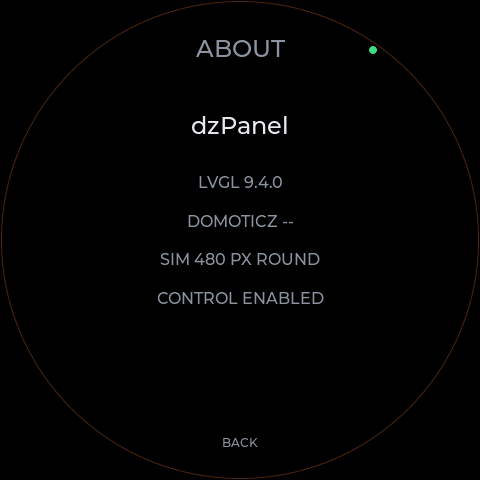 ABOUT
dzPanel
LVGL 9.4.0
DOMOTICZ --
SIM 480 PX ROUND
CONTROL ENABLED
BACK